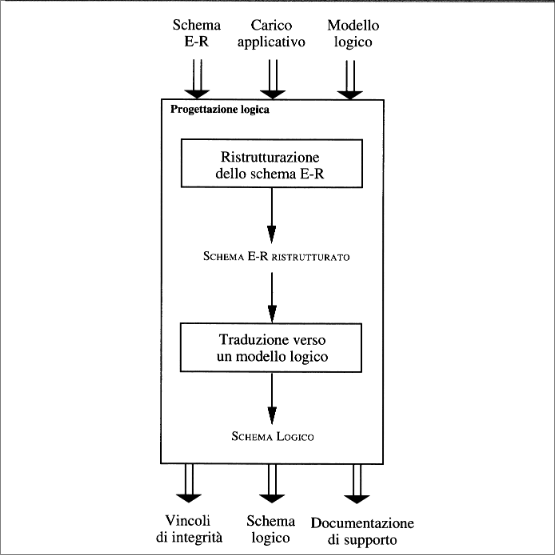 Schema
E-R
Carico
applicativo
Modello
logico
Progettazione logica
Ristrutturazione
dello schema E-R
SCHEMA E-R RISTRUTTURATO
Traduzione verso
un modello logico
SCHEMA LOGICO
Vincoli
di integrità
Schema
logico
Documentazione
di supporto